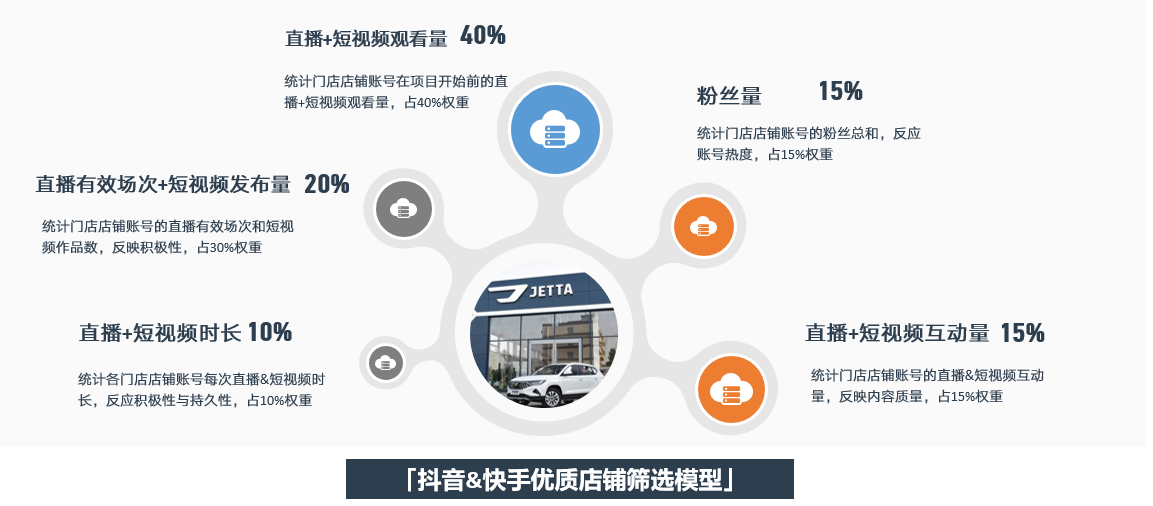 直播+短视频观看量 40%
统计门店店铺账号在项目开始前的直
播+短视频观看量，占40%权重
粉丝量 15%
统计门店店铺账号的粉丝总和，反应
账号热度，占15%权重
直播有效场次+短视频发布量 20%
统计门店店铺账号的直播有效场次和短视
频作品数，反映积极性，占30%权重
JETTA
直播+短视频时长 10%
统计各门店店铺账号每次直播&短视频时
长，反应积极性与持久性，占10%权重
直播+短视频互动量 15%
统计门店店铺账号的直播&短视频互动
量，反映内容质量，占15%权重
「抖音&快手优质店铺筛选模型」